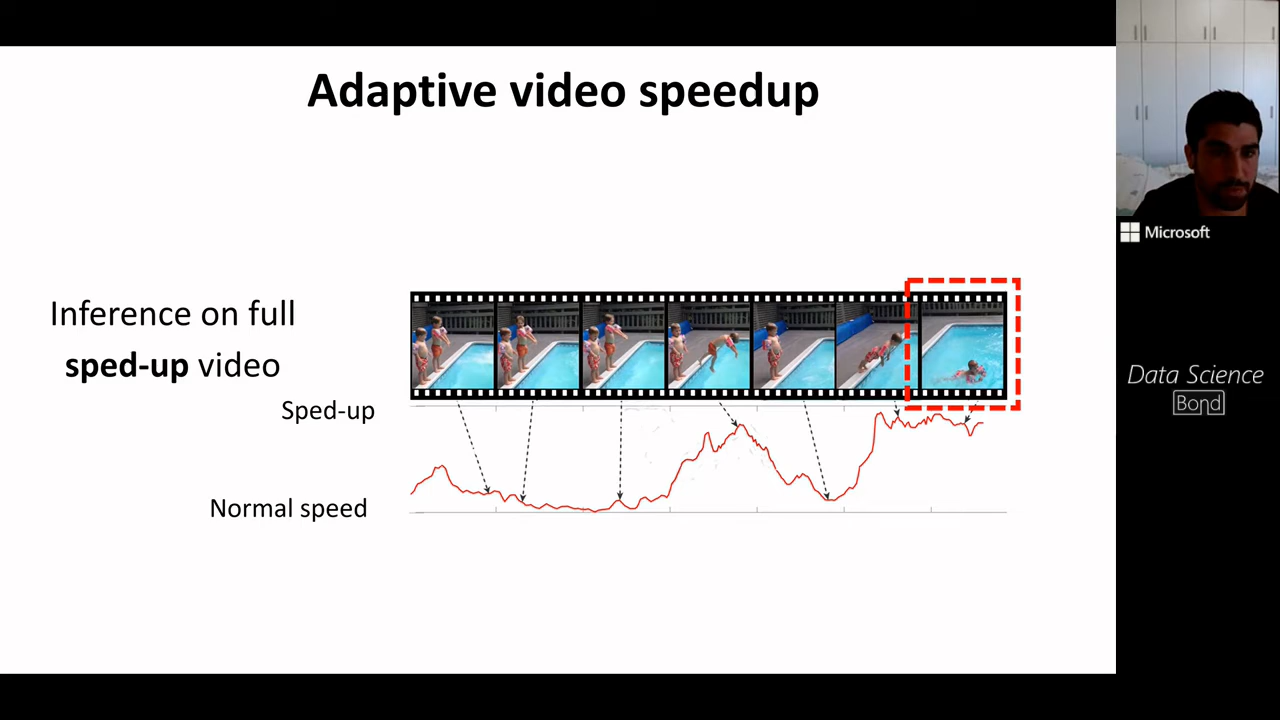 Adaptive video speedup
Inference on full
sped-up video
Sped-up
Normal speed
Microsoft
Data Science
Bond